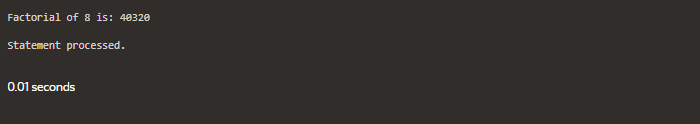 Factorial of 8 is: 40320
Statement processed.
0.01 seconds